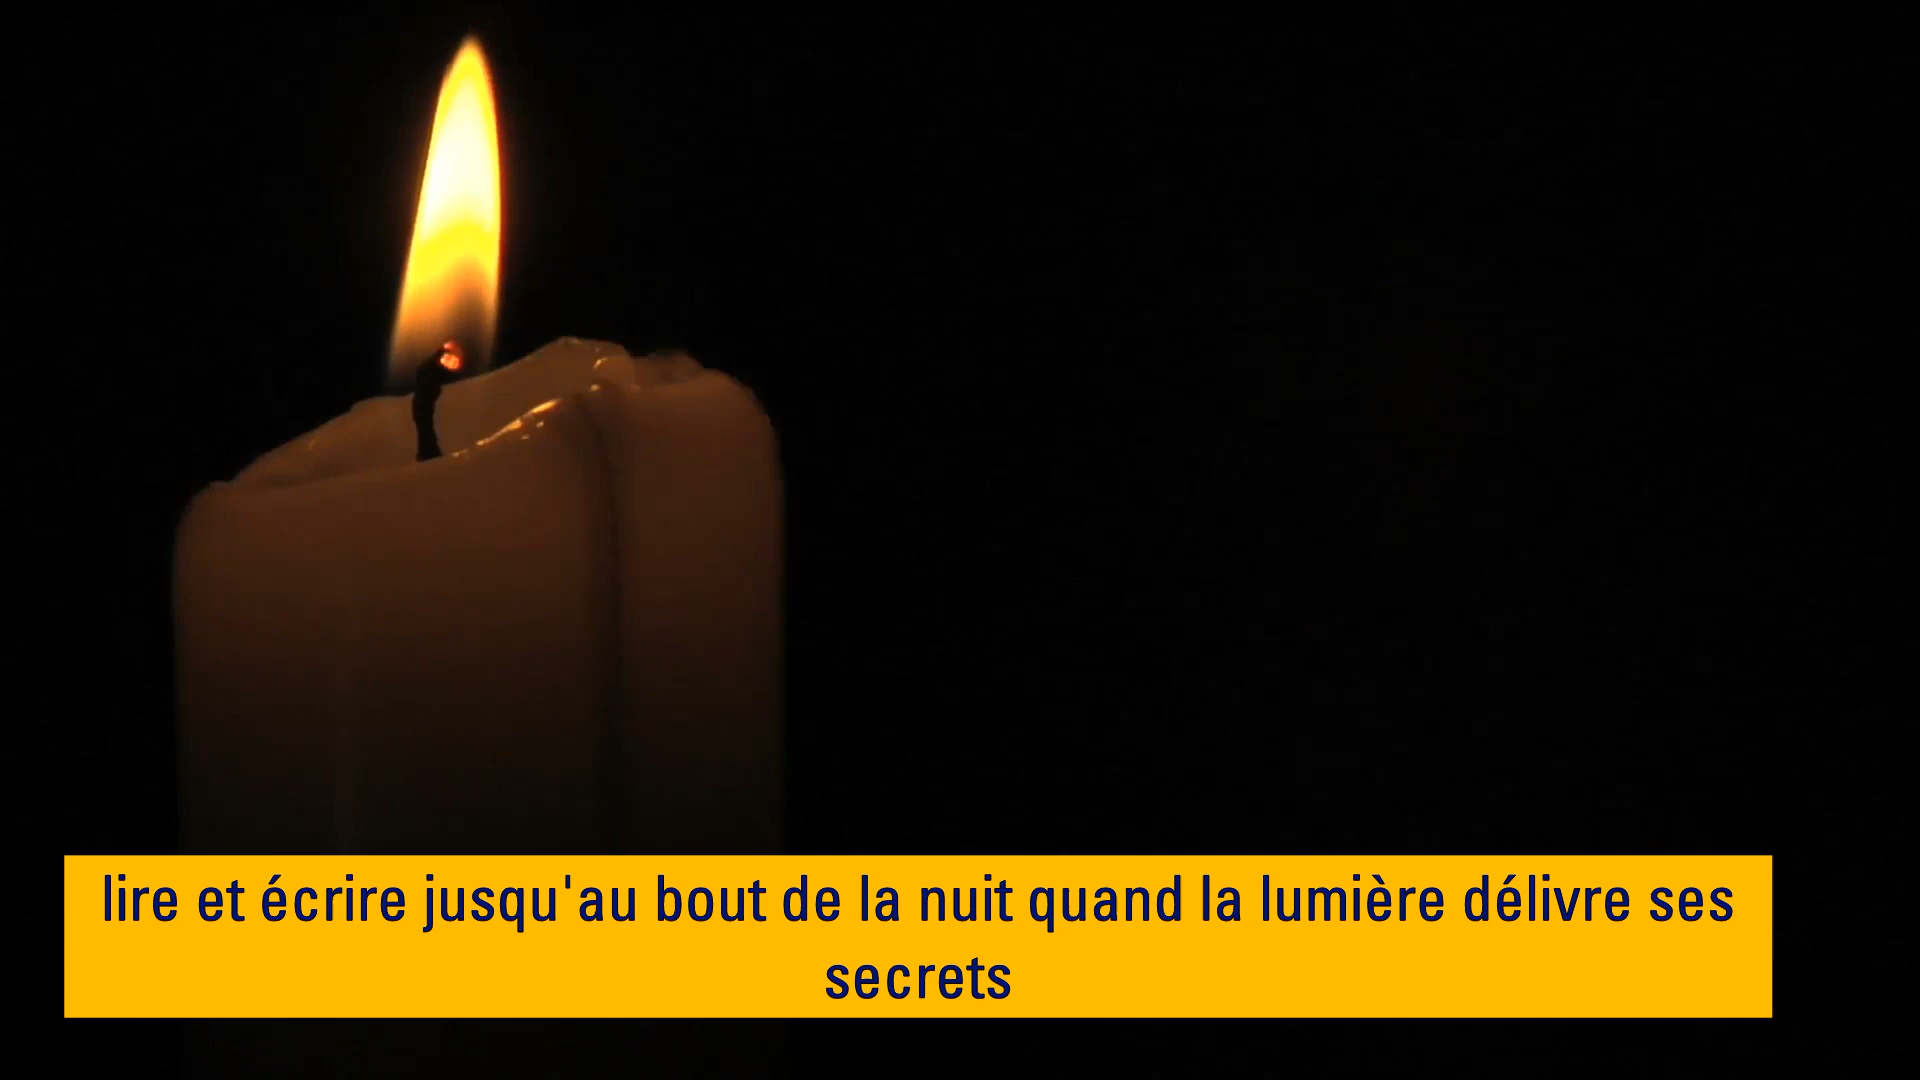 lire et écrire jusqu'au bout de la nuit quand la lumière délivre ses
secrets